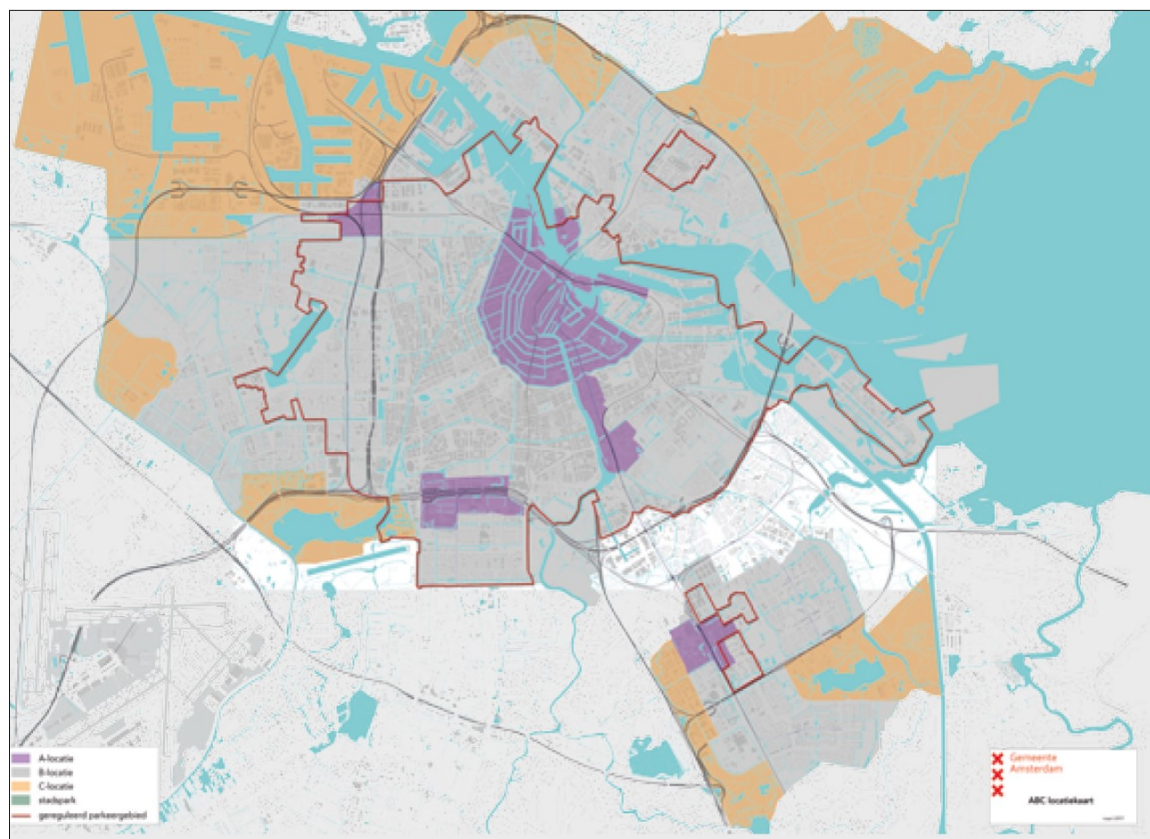 A-locatie
B-locatie
C-locatie
stadspark
gereguleerd parkeergebied
Gemeente
Amsterdam
ABC locatiekaart